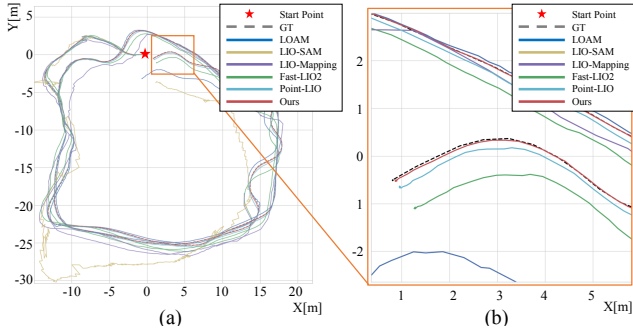 Y[m]
5
0
-5
-10
-15
-20
-25
-30
-10
-5
0
5
10
15
20
X[m]
(a)
Start Point
GT
LOAM
LIO-SAM
LIO-Mapping
Fast-LIO2
Point-LIO
Ours
2
1
0
1
-2
1
2
3
4
5
X[m]
(b)
Start Point
GT
LOAM
LIO-SAM
LIO-Mapping
Fast-LIO2
Point-LIO
Ours